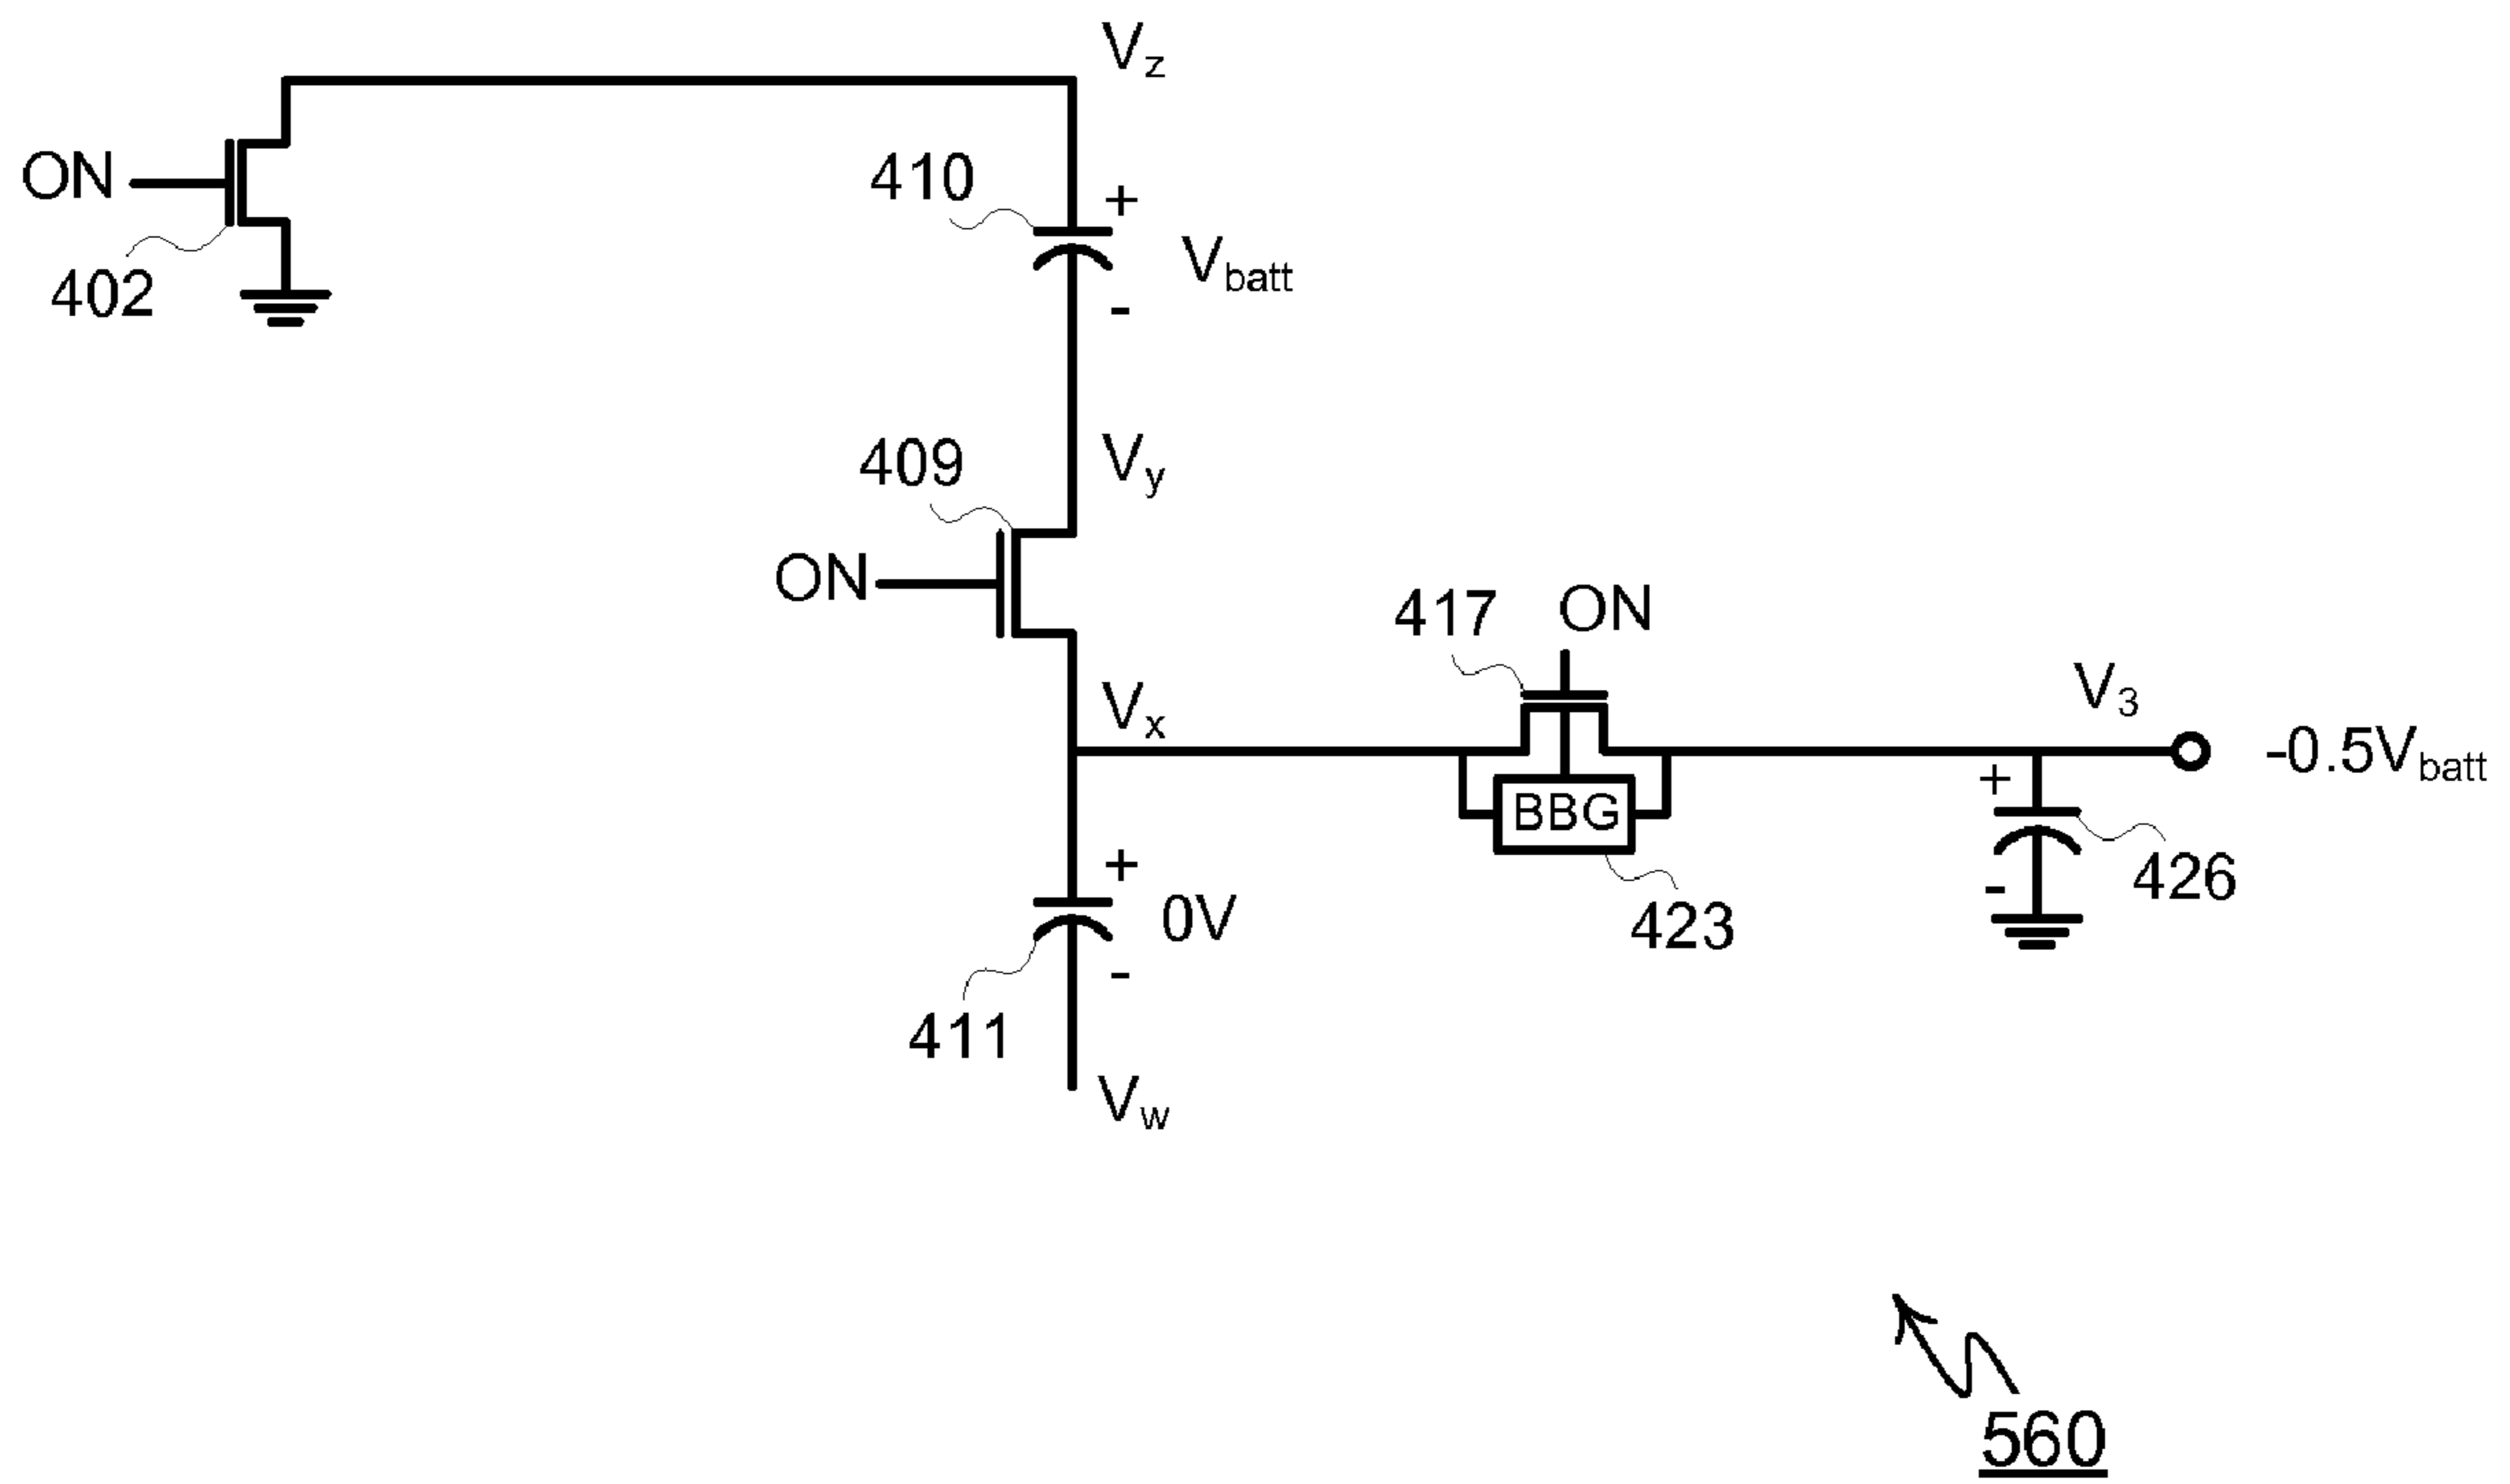 Vz
ON
402
410
+
Vbatt
-
409
Vy
ON
417
ON
Vx
V3
-0.5Vbatt
+
BBG
-
426
423
+
0V
-
411
Vw
560